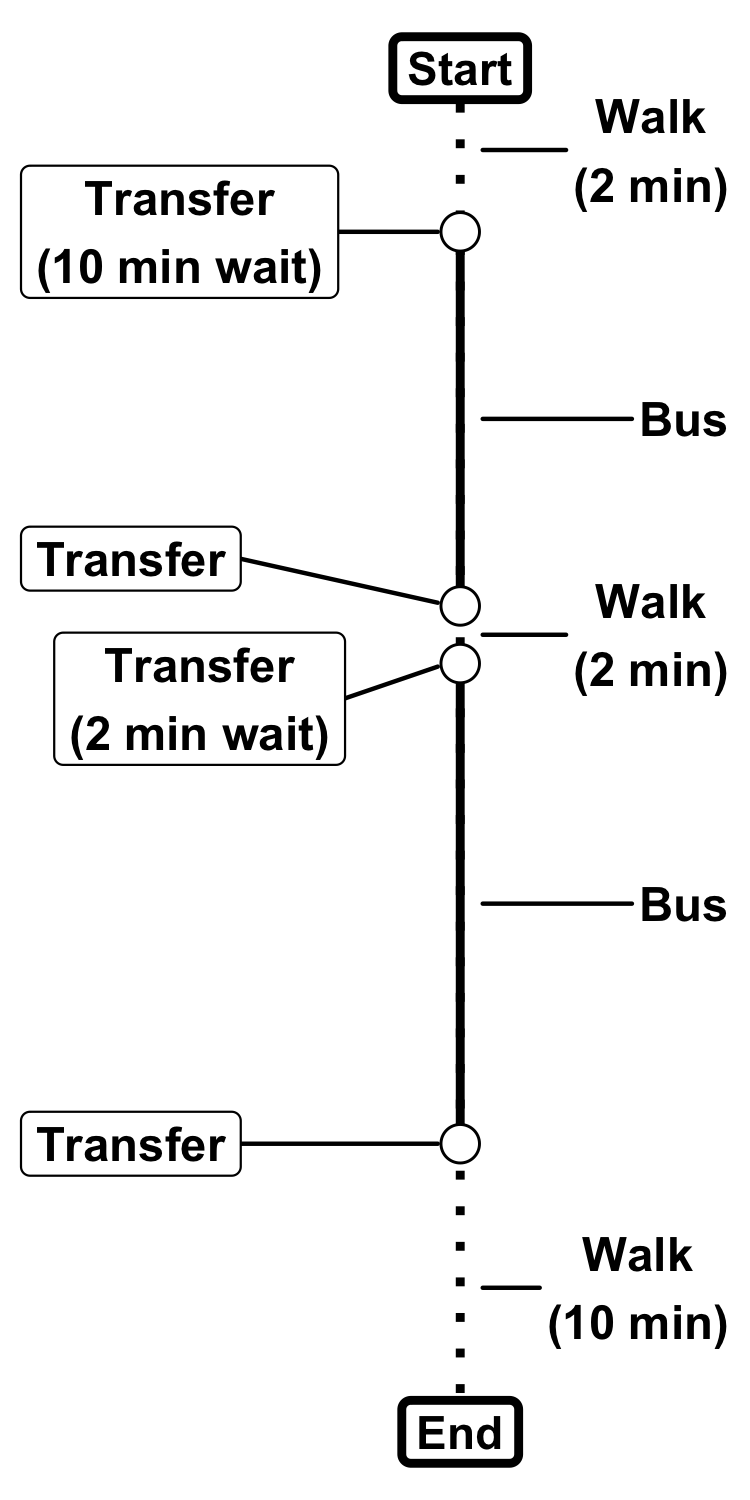 Start
Walk
(2 min)
Transfer
(10 min wait)
Bus
Transfer
Walk
(2 min)
Transfer
(2 min wait)
Bus
Transfer
Walk
(10 min)
End